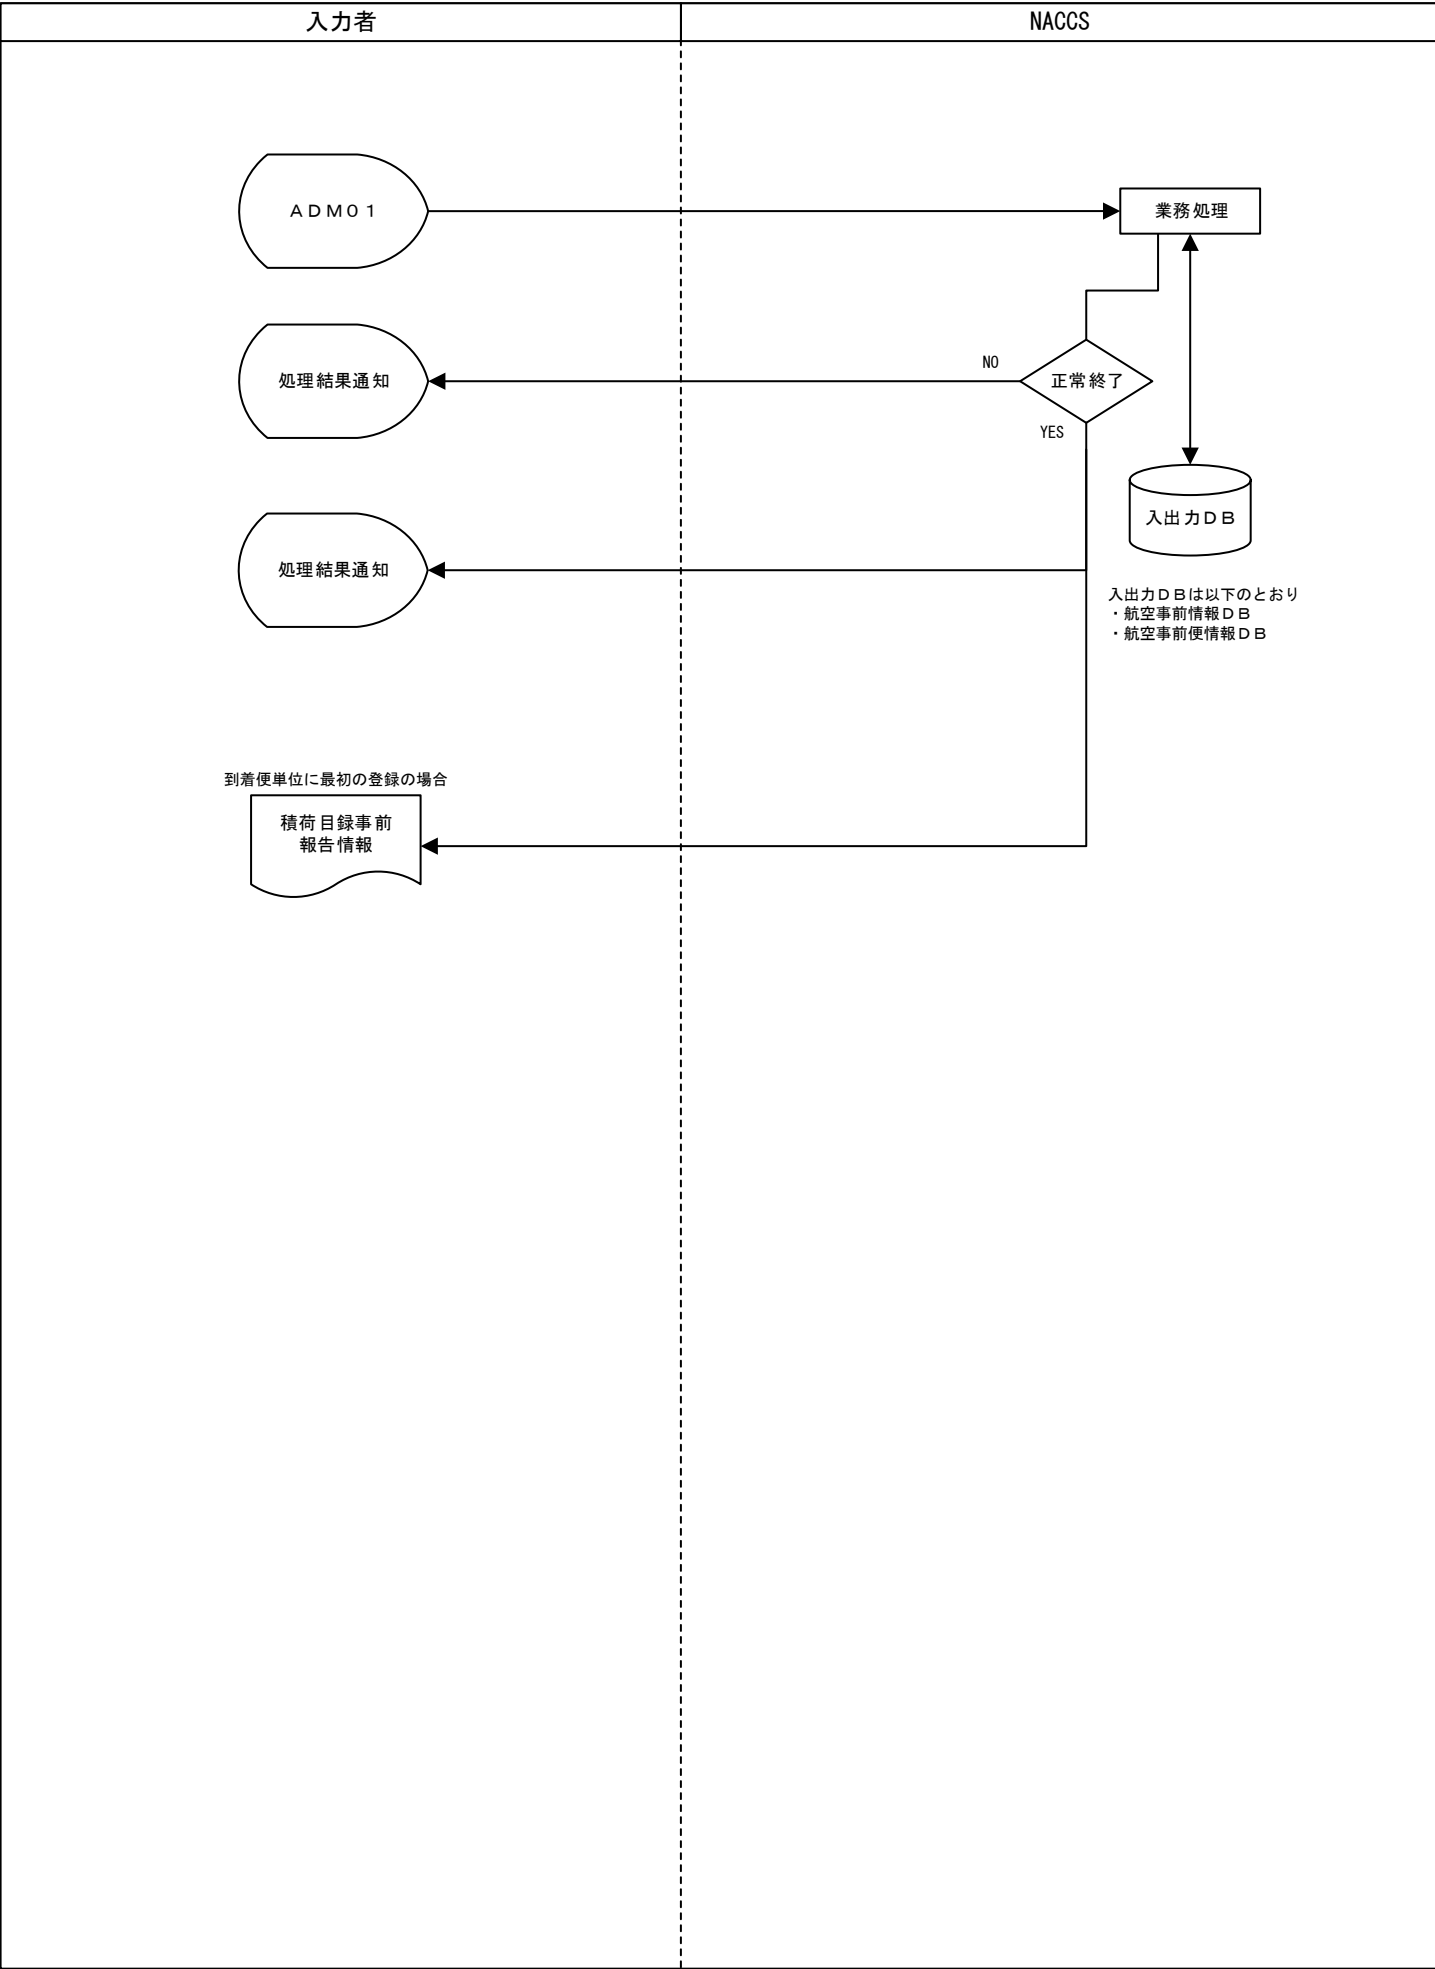 入力者
NACCS
ＡＤＭ０１
業務処理
NO
処理結果通知
正常終了
YES
入出力ＤＢ
処理結果通知
入出力ＤＢは以下のとおり
・航空事前情報ＤＢ
・航空事前便情報ＤＢ
到着便単位に最初の登録の場合
積荷目録事前
報告情報